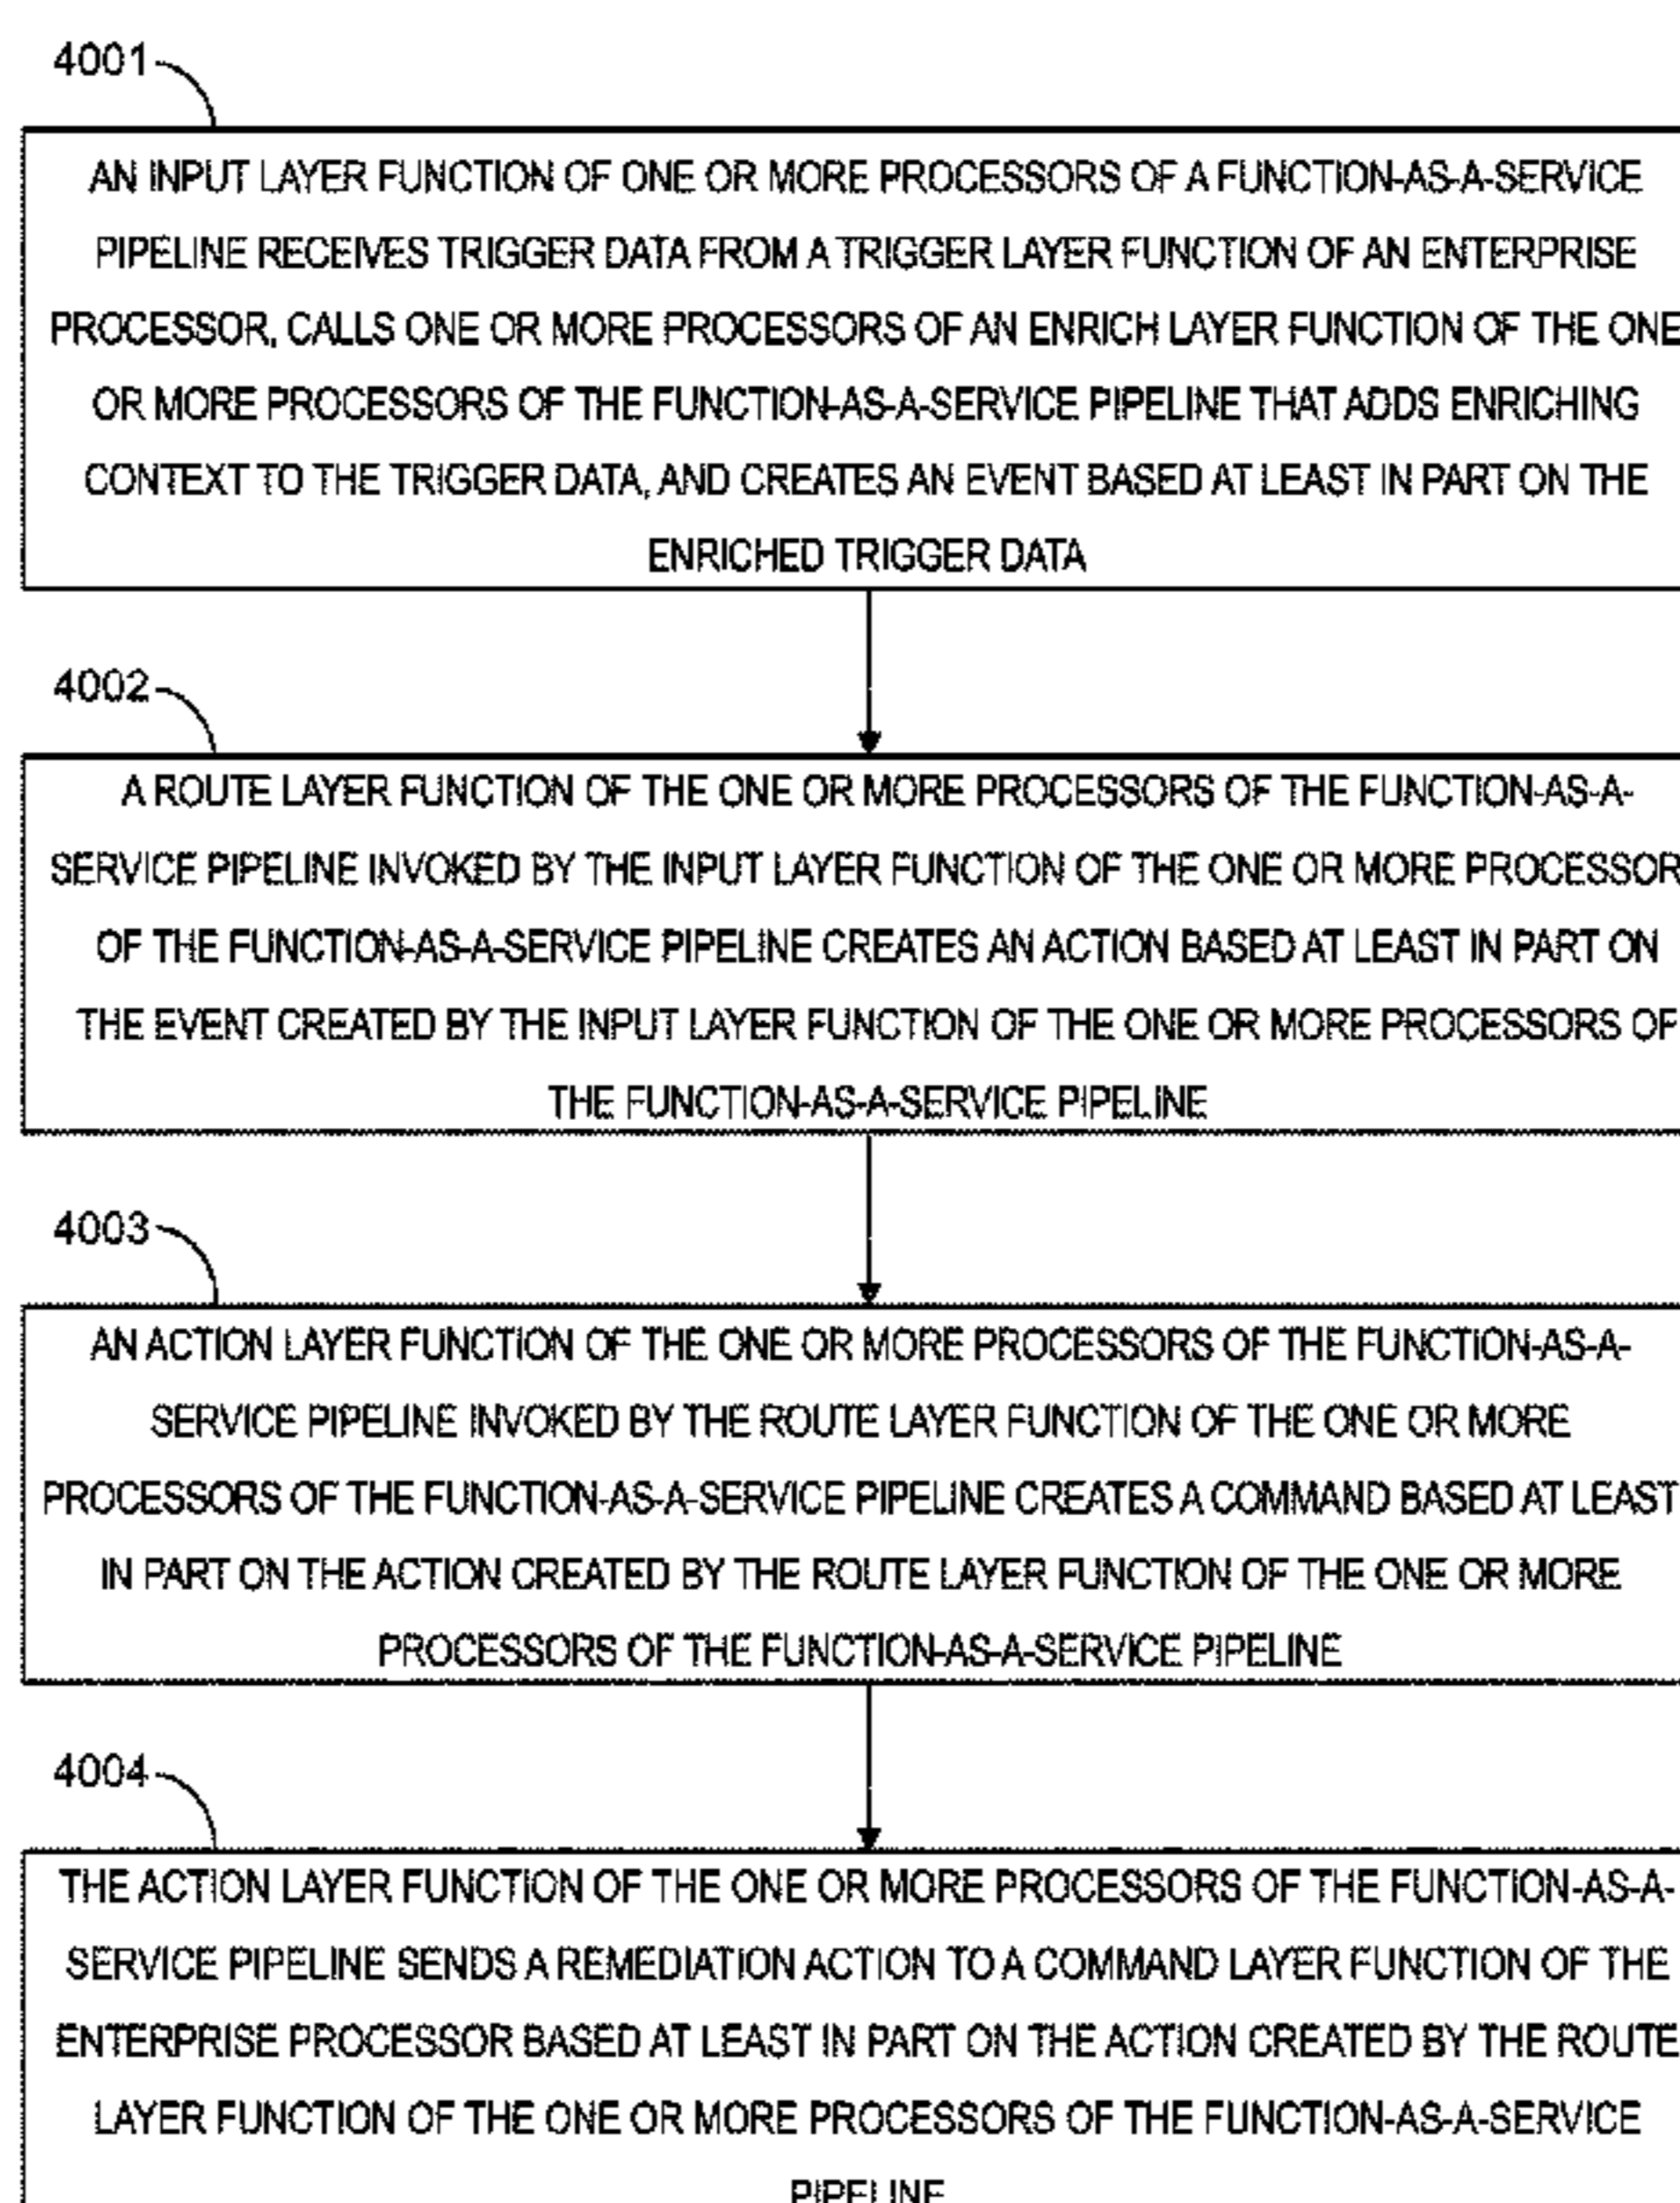 4001
AN INPUT LAYER FUNCTION OF ONE OR MORE PROCESSORS OF A FUNCTION-AS-A-SERVICE
PIPELINE RECEIVES TRIGGER DATA FROM A TRIGGER LAYER FUNCTION OF AN ENTERPRISE
PROCESSOR, CALLS ONE OR MORE PROCESSORS OF AN ENRICH LAYER FUNCTION OF THE ONE
OR MORE PROCESSORS OF THE FUNCTION-AS-A-SERVICE PIPELINE THAT ADDS ENRICHING
CONTEXT TO THE TRIGGER DATA, AND CREATES AN EVENT BASED AT LEAST IN PART ON THE
ENRICHED TRIGGER DATA
4002
A ROUTE LAYER FUNCTION OF THE ONE OR MORE PROCESSORS OF THE FUNCTION-AS-A-
SERVICE PIPELINE INVOKED BY THE INPUT LAYER FUNCTION OF THE ONE OR MORE PROCESSOR
OF THE FUNCTION-AS-A-SERVICE PIPELINE CREATES AN ACTION BASED AT LEAST IN PART ON
THE EVENT CREATED BY THE INPUT LAYER FUNCTION OF THE ONE OR MORE PROCESSORS OF
THE FUNCTION-AS-A-SERVICE PIPELINE
4003
AN ACTION LAYER FUNCTION OF THE ONE OR MORE PROCESSORS OF THE FUNCTION-AS-A-
SERVICE PIPELINE INVOKED BY THE ROUTE LAYER FUNCTION OF THE ONE OR MORE
PROCESSORS OF THE FUNCTION-AS-A-SERVICE PIPELINE CREATES A COMMAND BASED AT LEAST
IN PART ON THE ACTION CREATED BY THE ROUTE LAYER FUNCTION OF THE ONE OR MORE
PROCESSORS OF THE FUNCTION-AS-A-SERVICE PIPELINE
4004
THE ACTION LAYER FUNCTION OF THE ONE OR MORE PROCESSORS OF THE FUNCTION-AS-A-
SERVICE PIPELINE SENDS A REMEDIATION ACTION TO A COMMAND LAYER FUNCTION OF THE
ENTERPRISE PROCESSOR BASED AT LEAST IN PART ON THE ACTION CREATED BY THE ROUTE
LAYER FUNCTION OF THE ONE OR MORE PROCESSORS OF THE FUNCTION-AS-A-SERVICE
PIPELINE